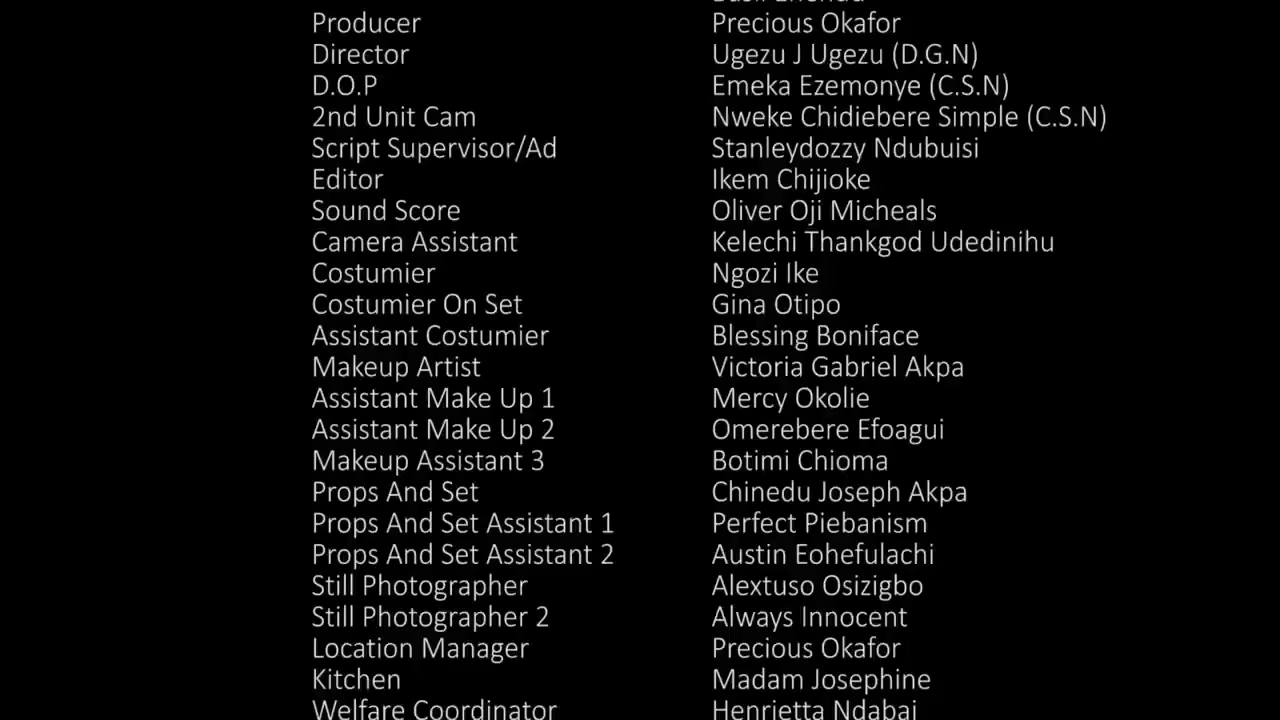 Producer Precious Okafor
Director Ugezu J Ugezu (D.G.N)
D.O.P Emeka Ezemonye (C.S.N)
2nd Unit Cam Nweke Chidiebere Simple (C.S.N)
Script Supervisor/Ad Stanleydozzy Ndubuisi
Editor Ikem Chijioke
Sound Score Oliver Oji Micheals
Camera Assistant Kelechi Thankgod Udedinihu
Costumier Ngozi Ike
Costumier On Set Gina Otipo
Assistant Costumier Blessing Boniface
Makeup Artist Victoria Gabriel Akpa
Assistant Make Up 1 Mercy Okolie
Assistant Make Up 2 Omerebere Efoagui
Makeup Assistant 3 Botimi Chioma
Props And Set Chinedu Joseph Akpa
Props And Set Assistant 1 Perfect Piebanism
Props And Set Assistant 2 Austin Eohefulachi
Still Photographer Alextuso Osizigbo
Still Photographer 2 Always Innocent
Location Manager Precious Okafor
Kitchen Madam Josephine
Welfare Coordinator Henrietta Ndabai